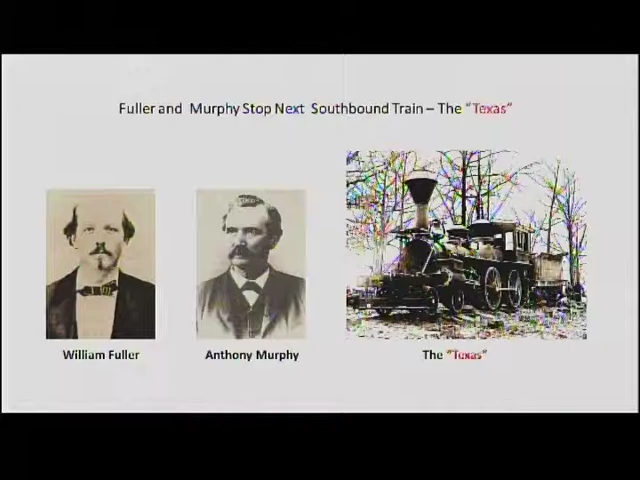 Fuller and Murphy Stop Next Southbound Train – The “Texas”
William Fuller
Anthony Murphy
The “Texas”